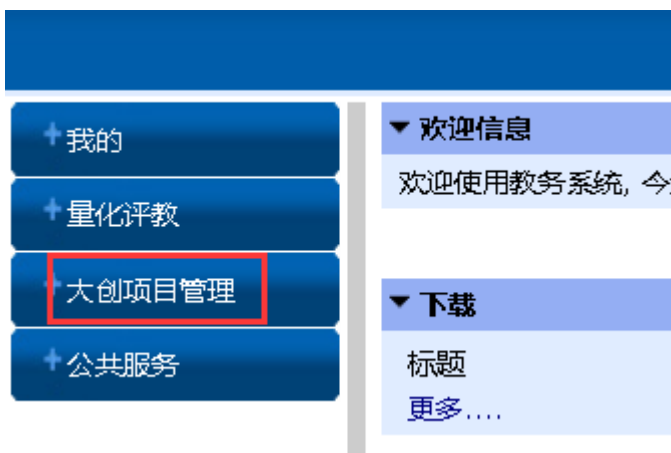 我的
量化评教
大创项目管理
公共服务
欢迎信息
欢迎使用教务系统, 今
下载
标题
更多....